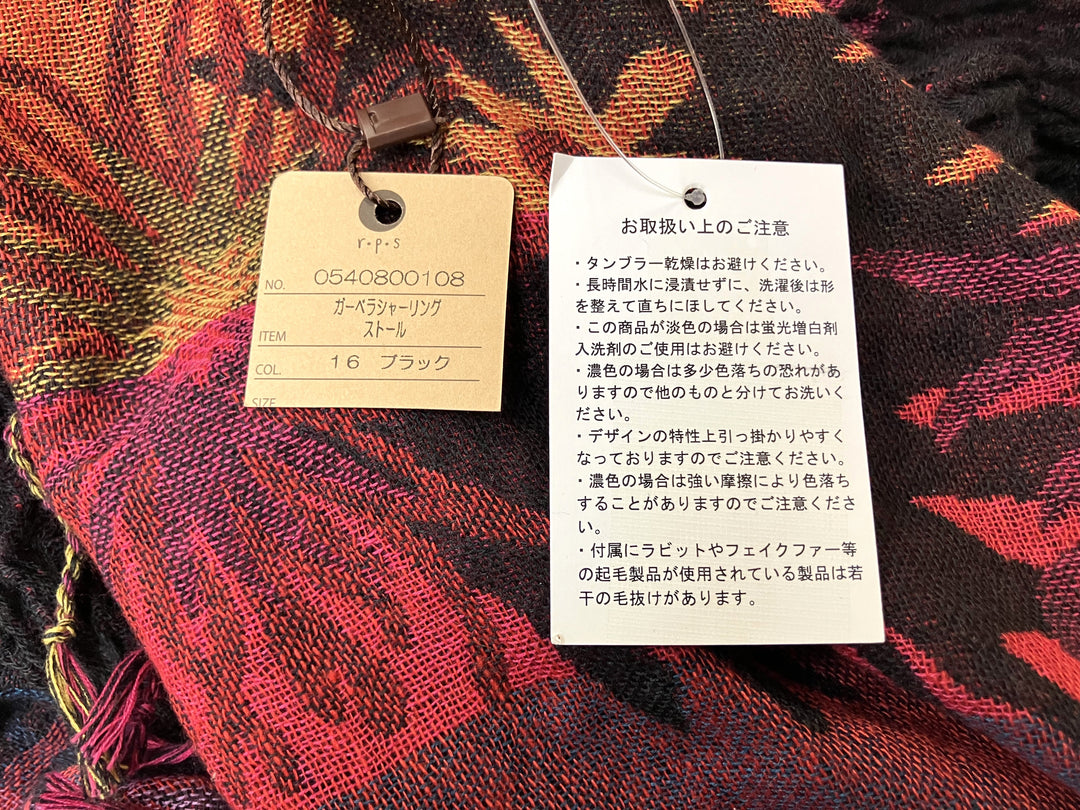 r・p・s
NO. 0540800108
ガーベラシャーリング
ITEM ストール
COL. 16 ブラック
SIZE
お取扱い上のご注意
・タンブラー乾燥はお避けください。
・長時間水に浸漬せずに、洗濯後は形
を整えて直ちにほしてください。
・この商品が淡色の場合は蛍光増白剤
入洗剤のご使用はお避けください。
・濃色の場合は多少色落ちの恐れがあ
りますので他のものと分けてお洗いく
ださい。
・デザインの特性上引っ掛かりやすく
なっておりますのでご注意ください。
・濃色の場合は強い摩擦により色落ち
することがありますのでご注意くださ
い。
・付属にラビットやフェイクファー等
の起毛製品が使用されている製品は若
干の毛抜けがあります。